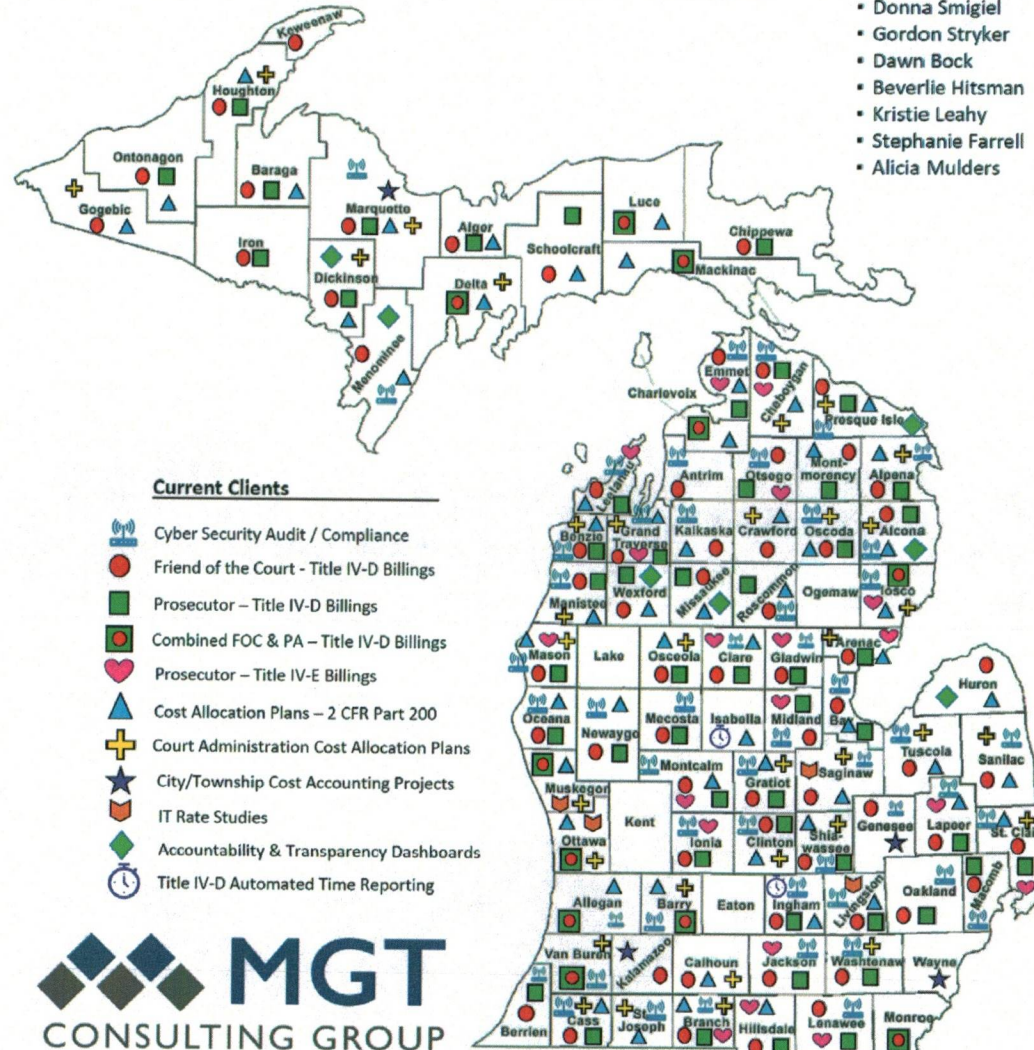 ▪ Donna Smigiel
▪ Gordon Stryker
▪ Dawn Bock
▪ Beverlie Hitsman
▪ Kristie Leahy
▪ Stephanie Farrell
▪ Alicia Mulders
Keweenaw
Houghton
Ontonagon
Baraga
Gogebic
Marquette
Iron
Dickinson
Alger
Luce
Schoolcraft
Chippewa
Mackinac
Delta
Menominee
Emmet
Cheboygan
Charlevoix
Presque Isle
Antrim
Otsego
Mont-
morency
Alpena
Leelanau
Benzie
Grand
Traverse
Kalkaska
Crawford
Oscoda
Alcona
Manistee
Wexford
Missaukee
Roscommon
Ogemaw
Iosco
Mason
Lake
Osceola
Clare
Gladwin
Arenac
Huron
Oceana
Newaygo
Mecosta
Isabella
Midland
Bay
Tuscola
Sanilac
Muskegon
Montcalm
Gratiot
Saginaw
Kent
Ottawa
Ionia
Clinton
Shia-
wassee
Genesee
Lapeer
St. Clai
Allegan
Barry
Eaton
Ingham
Livingston
Oakland
Macomb
Van Buren
Kalamazoo
Calhoun
Jackson
Washtenaw
Wayne
Berrien
Cass
St.
Joseph
Branch
Hillsdale
Lenawee
Monroe
Current Clients
Cyber Security Audit / Compliance
Friend of the Court - Title IV-D Billings
Prosecutor – Title IV-D Billings
Combined FOC & PA – Title IV-D Billings
Prosecutor – Title IV-E Billings
Cost Allocation Plans – 2 CFR Part 200
Court Administration Cost Allocation Plans
City/Township Cost Accounting Projects
IT Rate Studies
Accountability & Transparency Dashboards
Title IV-D Automated Time Reporting
MGT
CONSULTING GROUP